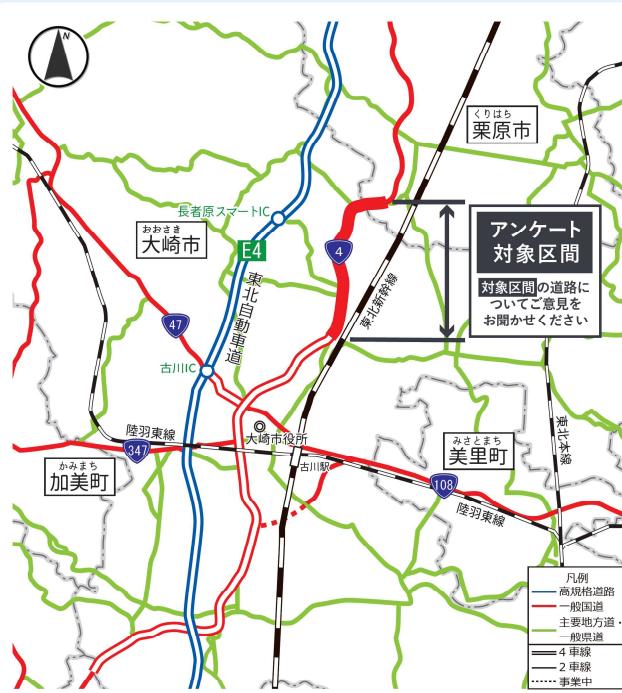 N
くりはら
栗原市
長者原スマートIC
おおさき
大崎市
E4
4
アンケート
対象区間
対象区間の道路に
ついてご意見を
お聞かせください
東北自動車道
東北新幹線
47
古川IC
大崎市役所
陸羽東線
347
かみまち
加美町
古川駅
みさとまち
美里町
108
陸羽東線
東北本線
凡例
高規格道路
一般国道
主要地方道・
一般県道
4車線
2車線
事業中